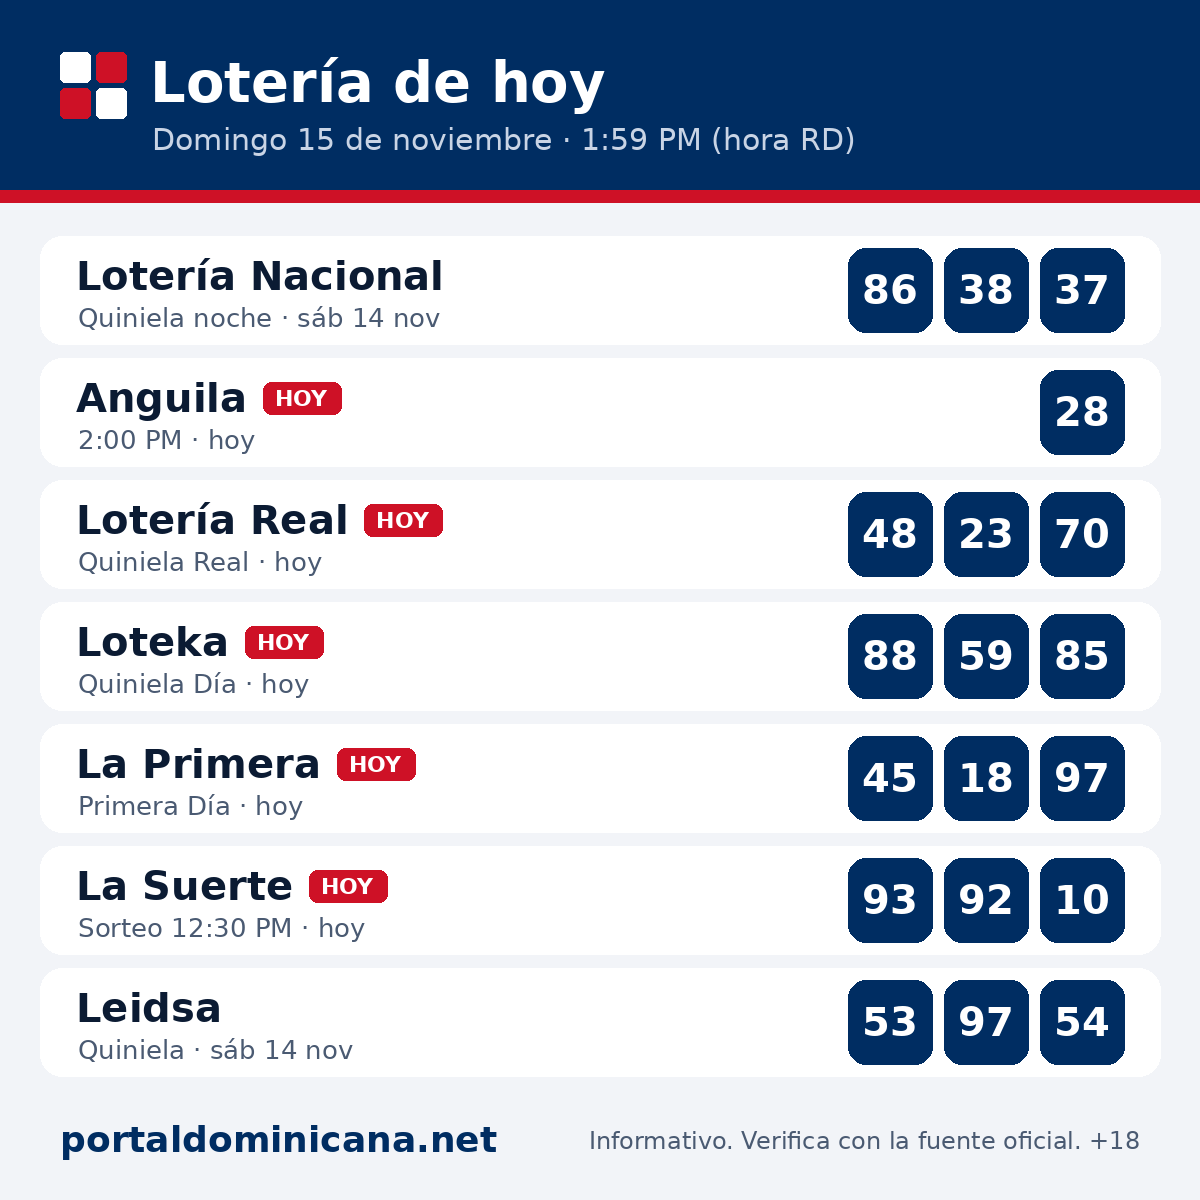 Lotería de hoy
Domingo 15 de noviembre · 1:59 PM (hora RD)
Lotería Nacional
Quiniela noche · sáb 14 nov
86 38 37
Anguila HOY
2:00 PM · hoy
28
Lotería Real HOY
Quiniela Real · hoy
48 23 70
Loteka HOY
Quiniela Día · hoy
88 59 85
La Primera HOY
Primera Día · hoy
45 18 97
La Suerte HOY
Sorteo 12:30 PM · hoy
93 92 10
Leidsa
Quiniela · sáb 14 nov
53 97 54
portaldominicana.net
Informativo. Verifica con la fuente oficial. +18